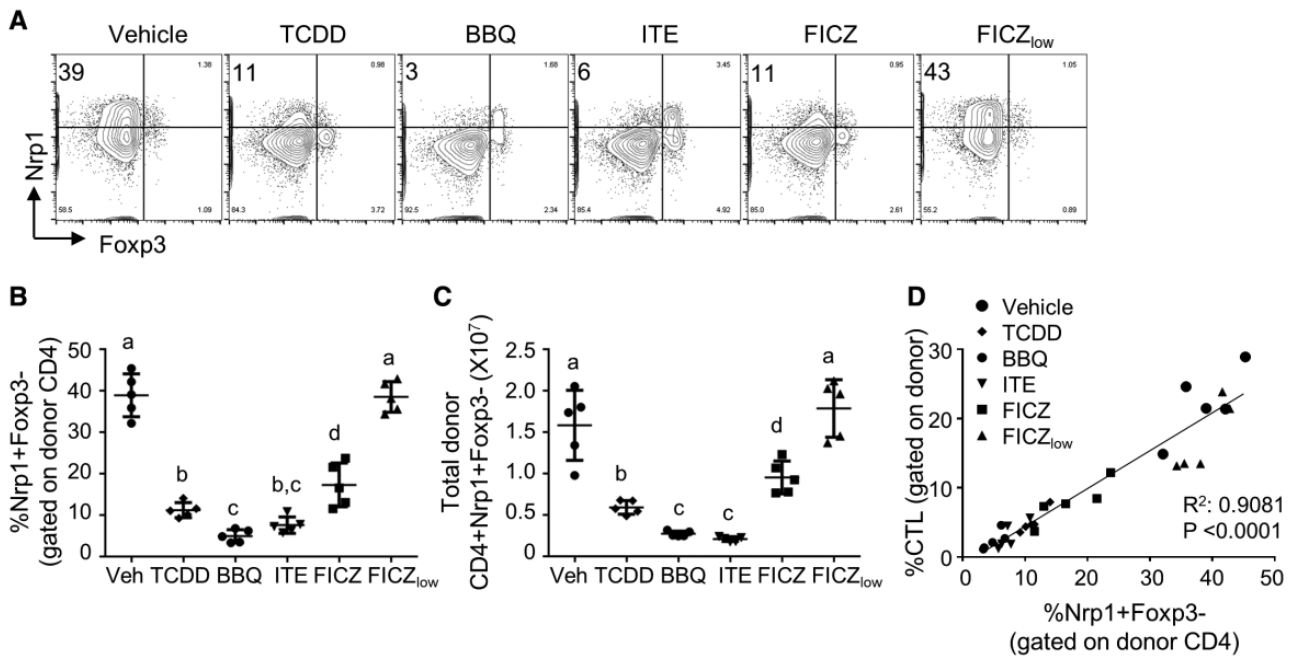 A
Vehicle TCDD BBQ ITE FICZ FICZlow
39 1.38 11 0.98 3 1.68 6 3.45 11 0.95 43 1.05
Nrp1
58.5 1.09 84.3 3.72 92.5 2.34 85.4 4.92 85.0 2.61 55.2 0.89
Foxp3
B
%Nrp1+Foxp3-
(gated on donor CD4)
50
40
30
20
10
0
a b c b,c d a
Veh TCDD BBQ ITE FICZ FICZlow
C
Total donor
CD4+Nrp1+Foxp3- (X10⁷)
2.5
2.0
1.5
1.0
0.5
0
a b c c d a
Veh TCDD BBQ ITE FICZ FICZlow
D
Vehicle
TCDD
BBQ
ITE
FICZ
FICZlow
%CTL (gated on donor)
30
20
10
0
R²: 0.9081
P <0.0001
0 10 20 30 40 50
%Nrp1+Foxp3-
(gated on donor CD4)